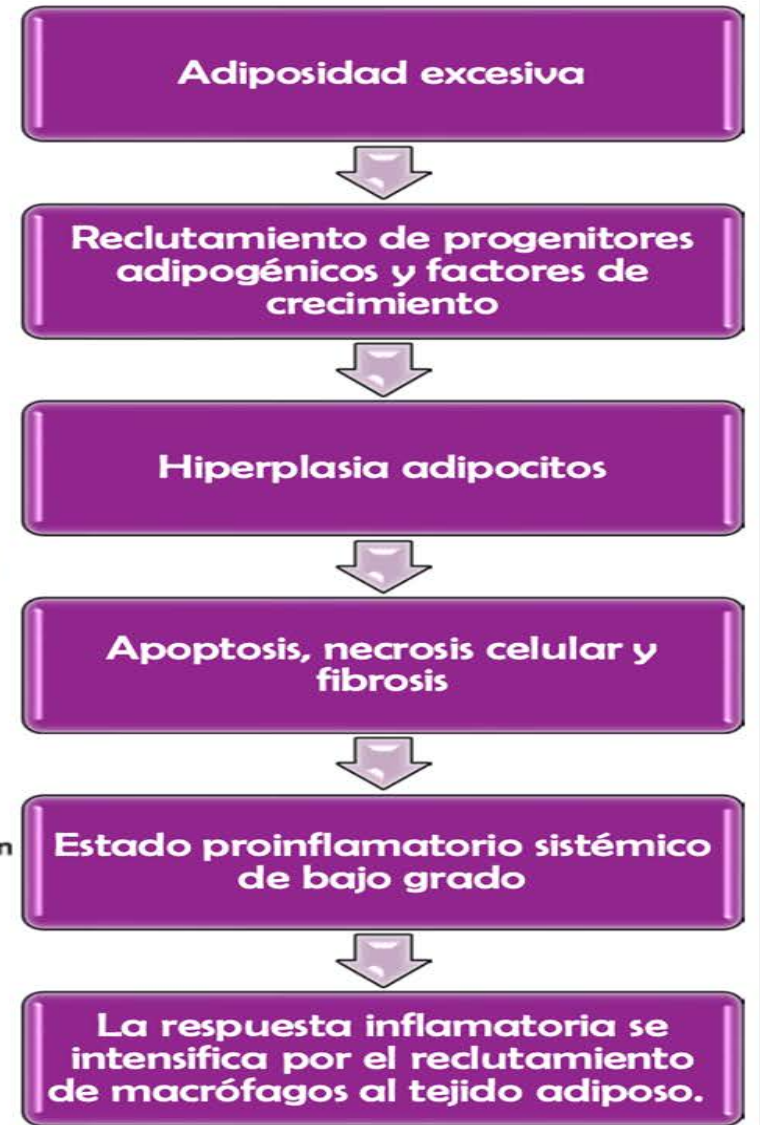 Adiposidad excesiva
Reclutamiento de progenitores
adipogénicos y factores de
crecimiento
Hiperplasia adipocitos
Apoptosis, necrosis celular y
fibrosis
Estado proinflamatorio sistémico
de bajo grado
La respuesta inflamatoria se
intensifica por el reclutamiento
de macrófagos al tejido adiposo.